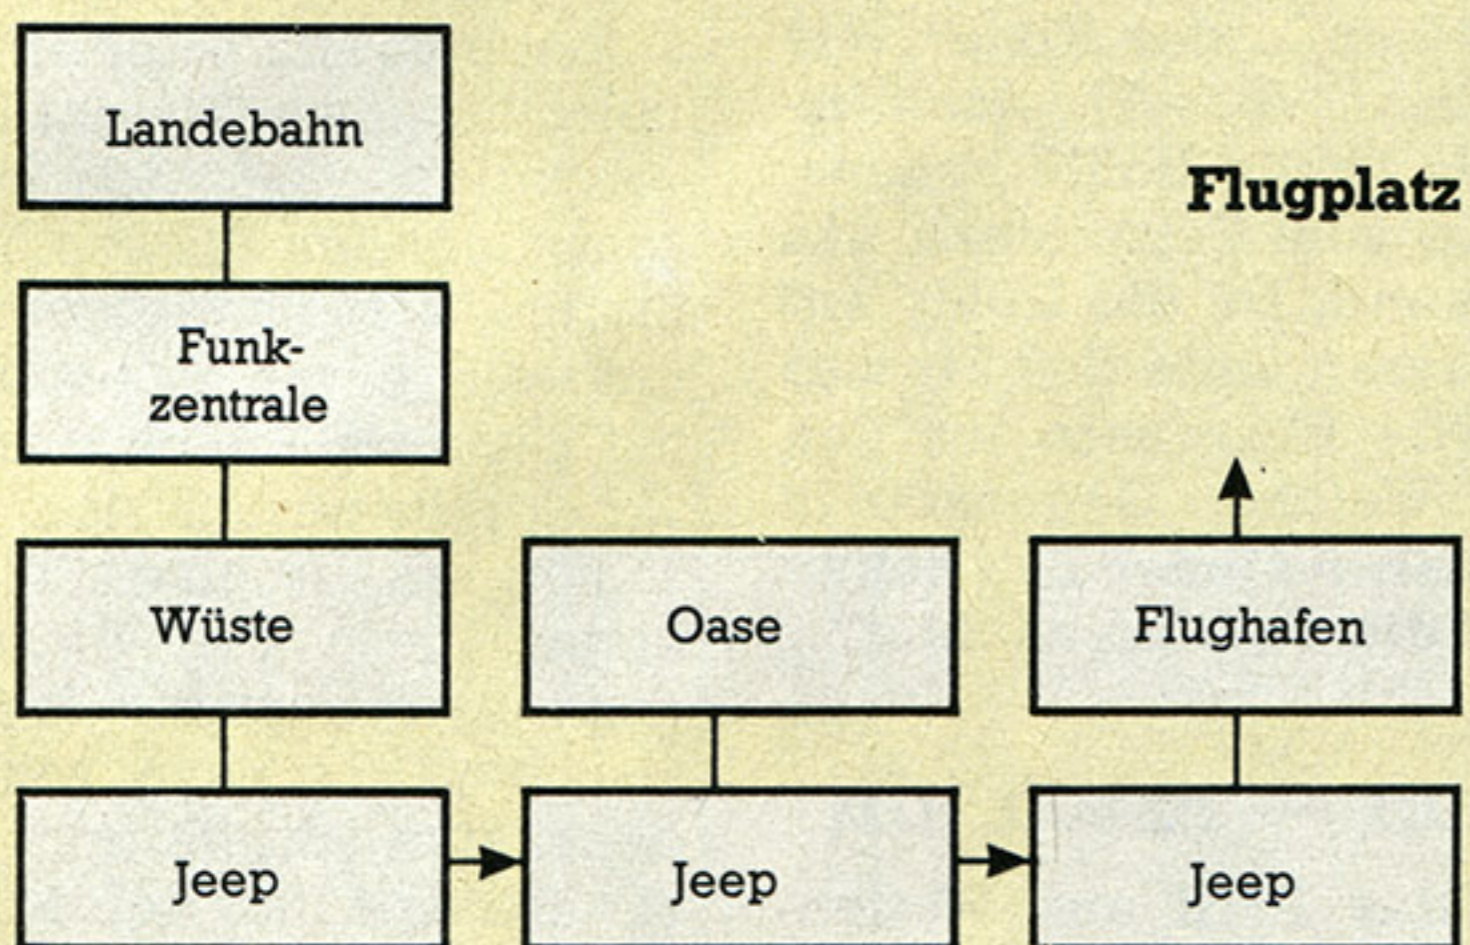 Landebahn
Flugplatz
Funk-
zentrale
Wüste
Oase
Flughafen
Jeep
Jeep
Jeep